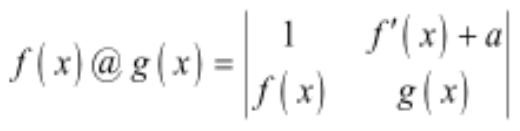 f(x) @ g(x) = | 1 f'(x) + a |
| f(x) g(x) |